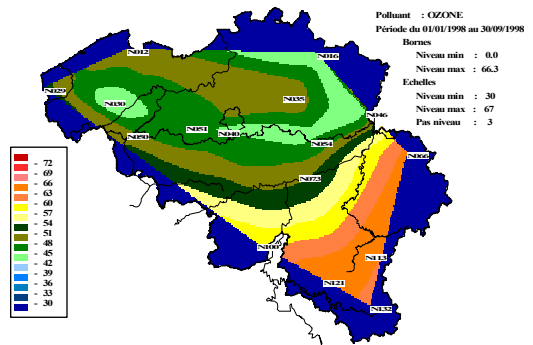 Polluant : OZONE
Période du 01/01/1998 au 30/09/1998
Bornes
Niveau min : 0.0
Niveau max : 66.3
Echelles
Niveau min : 30
Niveau max : 67
Pas niveau : 3
N012
N016
N029
N030
N035
N046
N051
N040
N050
N054
N066
N073
N100
N113
N121
N132
- 72
- 69
- 66
- 63
- 60
- 57
- 54
- 51
- 48
- 45
- 42
- 39
- 36
- 33
- 30